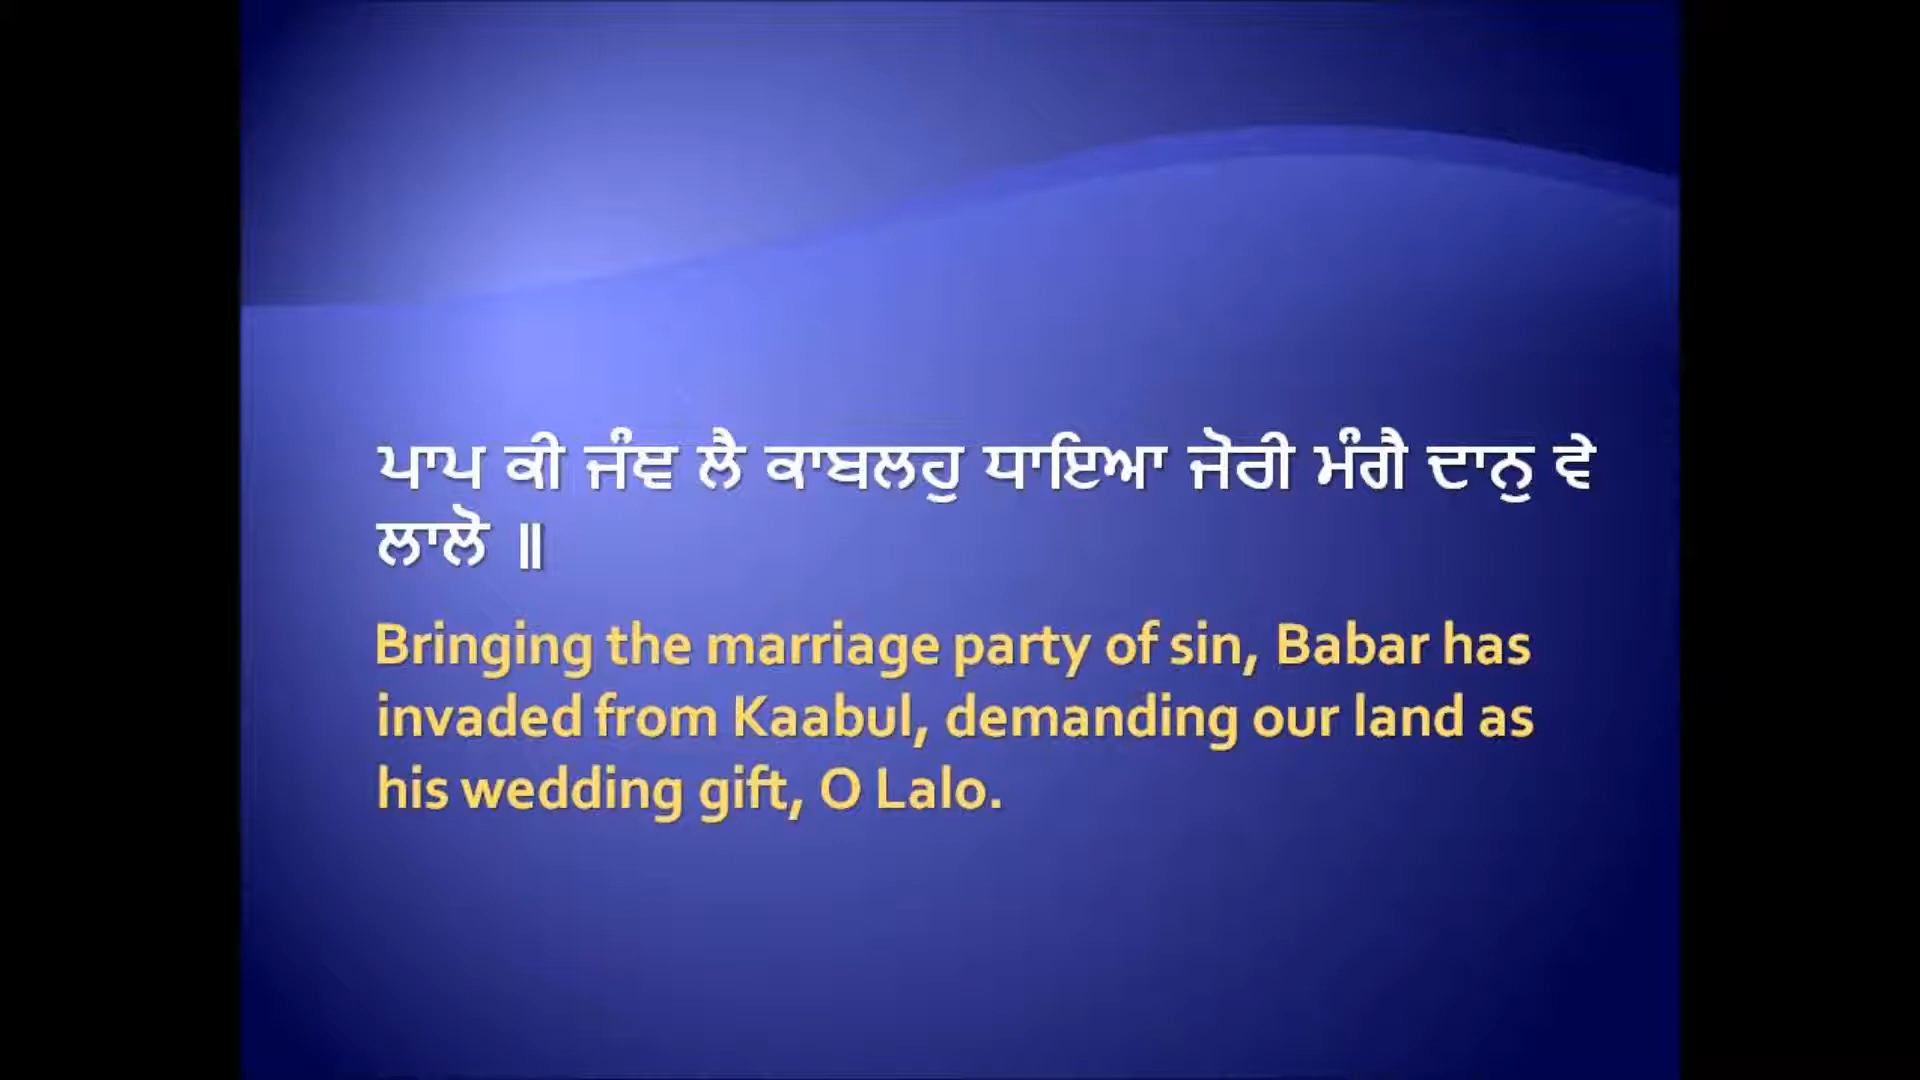 ਪਾਪ ਕੀ ਜੰਞ ਲੈ ਕਾਬਲਹੁ ਧਾਇਆ ਜੋਰੀ ਮੰਗੈ ਦਾਨੁ ਵੇ
ਲਾਲੋ ॥
Bringing the marriage party of sin, Babar has
invaded from Kaabul, demanding our land as
his wedding gift, O Lalo.